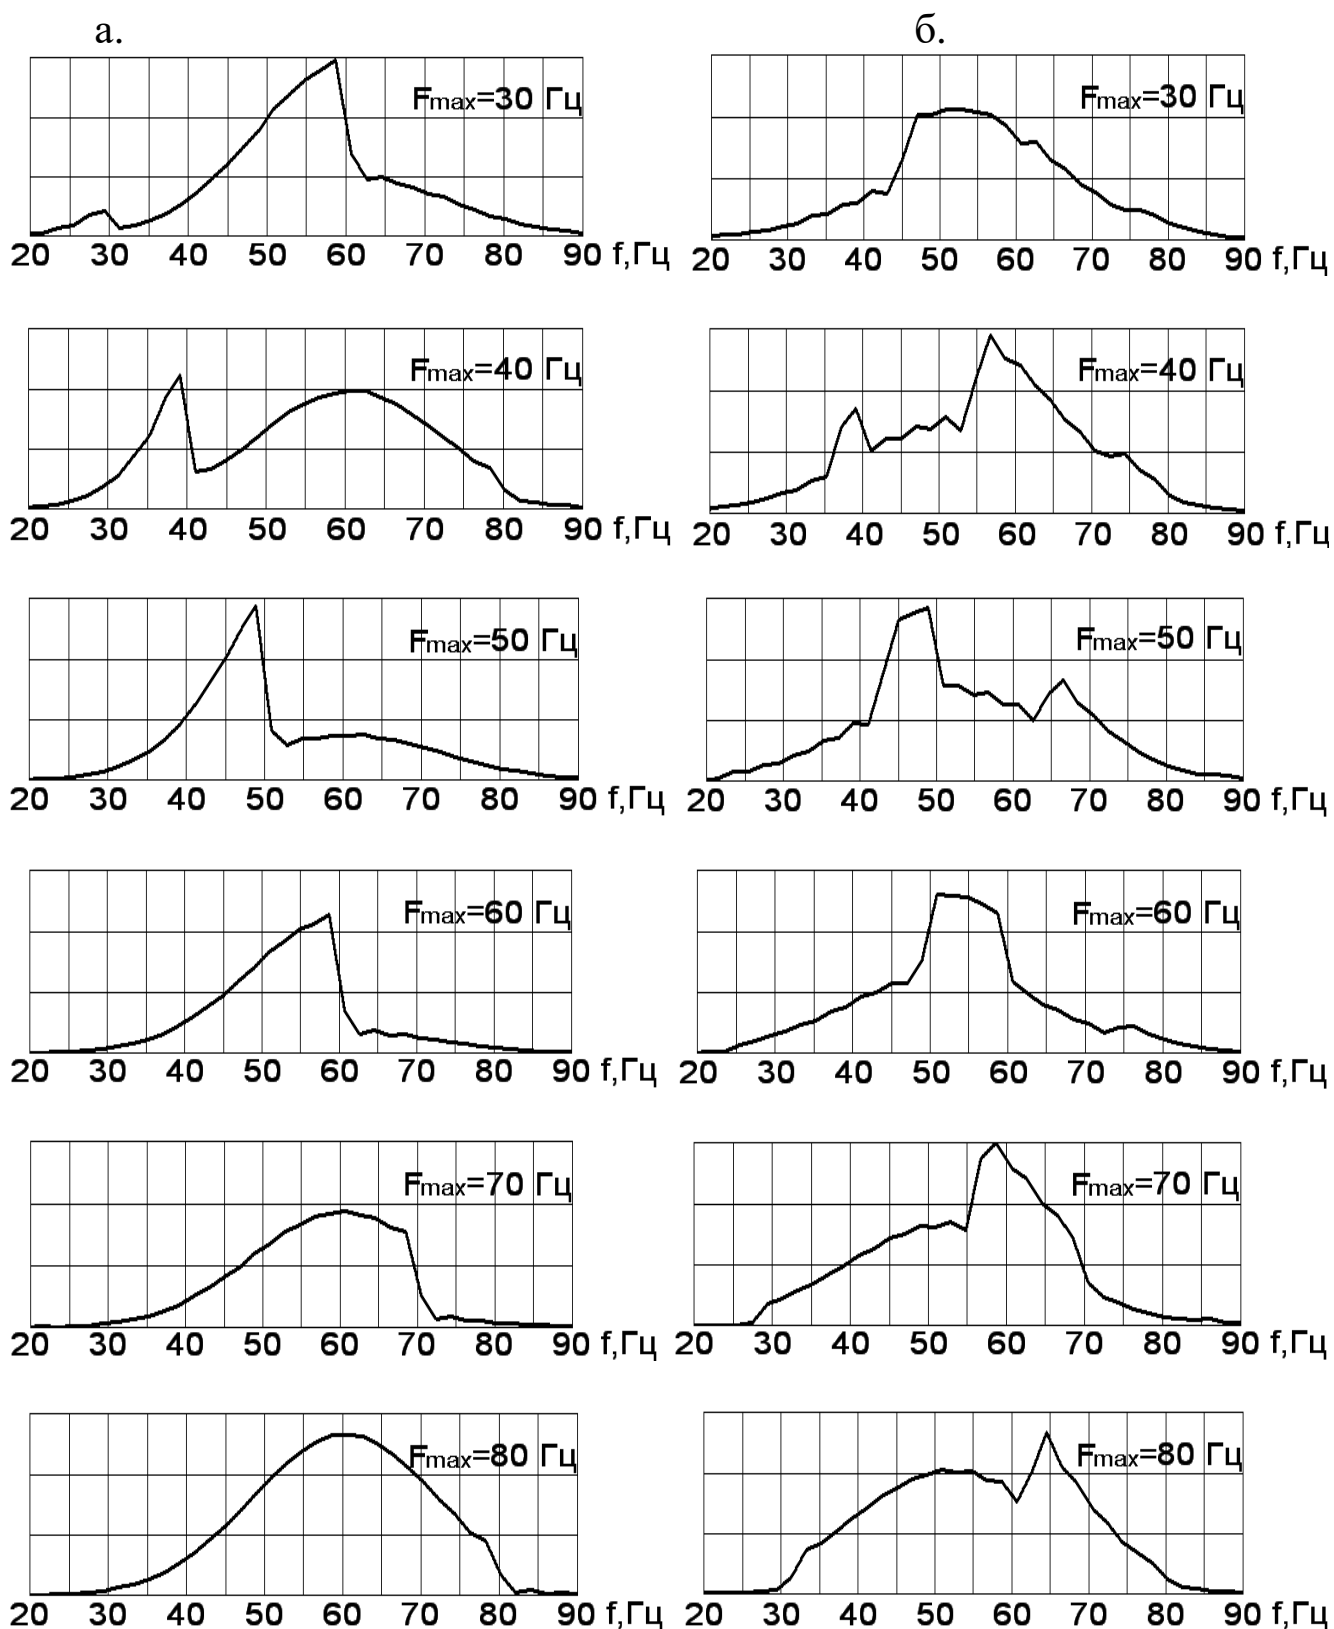 а. б.
Fmax=30 Гц Fmax=30 Гц
20 30 40 50 60 70 80 90 f,Гц 20 30 40 50 60 70 80 90 f,Гц
Fmax=40 Гц Fmax=40 Гц
20 30 40 50 60 70 80 90 f,Гц 20 30 40 50 60 70 80 90 f,Гц
Fmax=50 Гц Fmax=50 Гц
20 30 40 50 60 70 80 90 f,Гц 20 30 40 50 60 70 80 90 f,Гц
Fmax=60 Гц Fmax=60 Гц
20 30 40 50 60 70 80 90 f,Гц 20 30 40 50 60 70 80 90 f,Гц
Fmax=70 Гц Fmax=70 Гц
20 30 40 50 60 70 80 90 f,Гц 20 30 40 50 60 70 80 90 f,Гц
Fmax=80 Гц Fmax=80 Гц
20 30 40 50 60 70 80 90 f,Гц 20 30 40 50 60 70 80 90 f,Гц